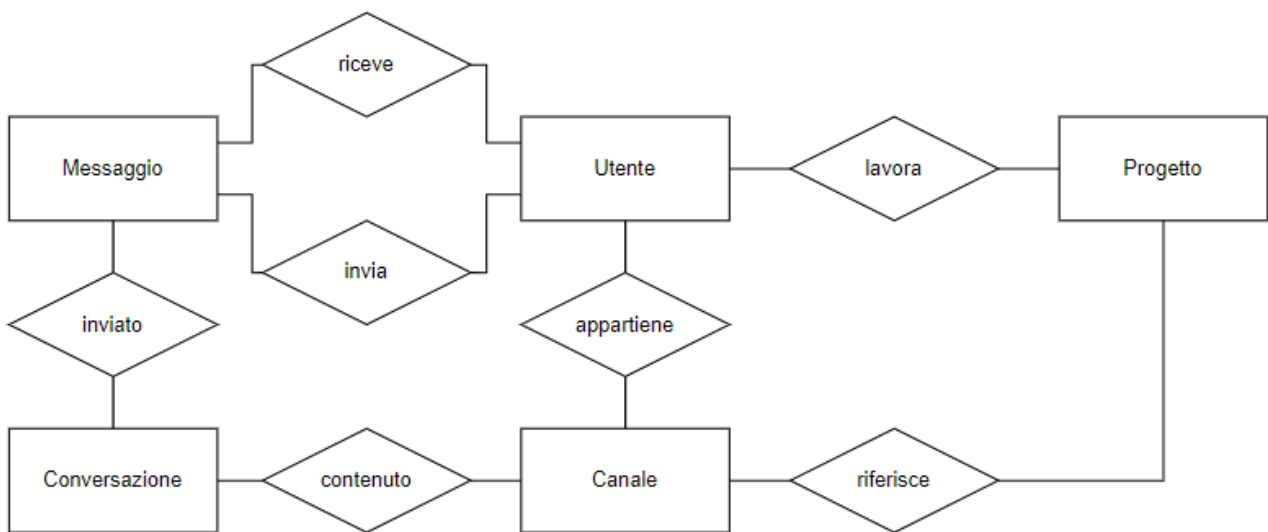 riceve
Messaggio
Utente
lavora
Progetto
invia
inviato
appartiene
Conversazione
contenuto
Canale
riferisce